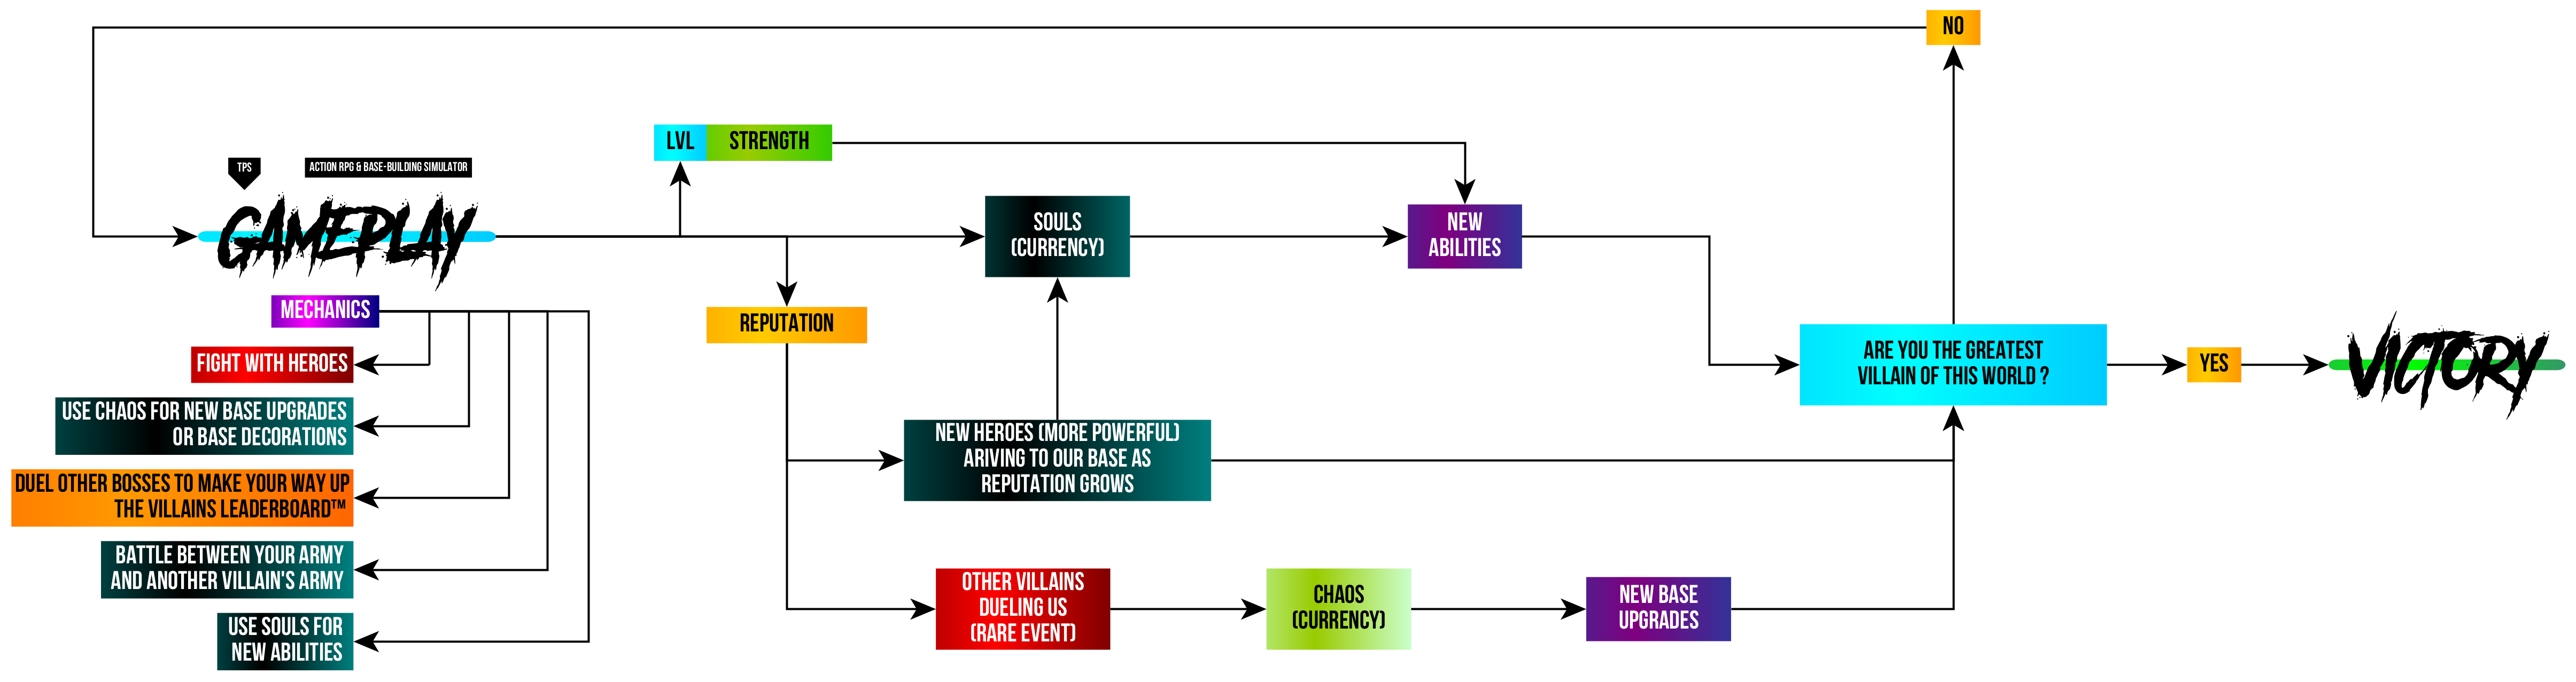 NO
LVL
STRENGTH
TPS
ACTION RPG & BASE-BUILDING SIMULATOR
GAMEPLAY
SOULS
(CURRENCY)
NEW
ABILITIES
MECHANICS
REPUTATION
FIGHT WITH HEROES
USE CHAOS FOR NEW BASE UPGRADES
OR BASE DECORATIONS
DUEL OTHER BOSSES TO MAKE YOUR WAY UP
THE VILLAINS LEADERBOARD™
BATTLE BETWEEN YOUR ARMY
AND ANOTHER VILLAIN'S ARMY
USE SOULS FOR
NEW ABILITIES
NEW HEROES (MORE POWERFUL)
ARIVING TO OUR BASE AS
REPUTATION GROWS
OTHER VILLAINS
DUELING US
(RARE EVENT)
CHAOS
(CURRENCY)
NEW BASE
UPGRADES
ARE YOU THE GREATEST
VILLAIN OF THIS WORLD ?
YES
VICTORY